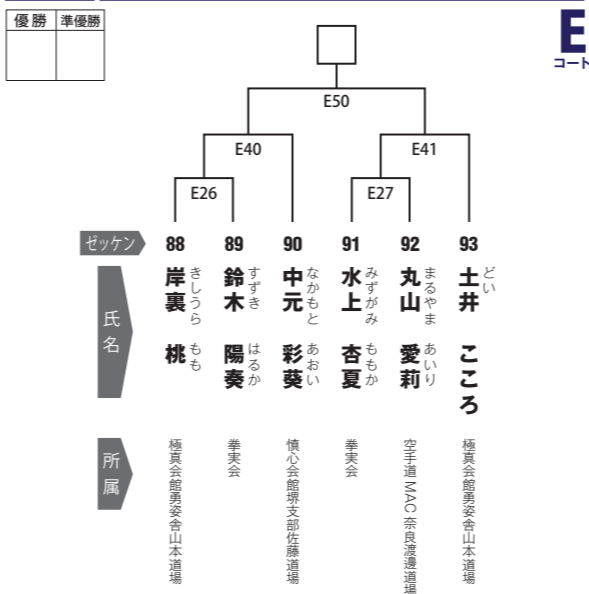 優勝 準優勝
E
コート
E50
E40 E41
E26 E27
ゼッケン 88 89 90 91 92 93
氏名
岸裏 桃
きしうら もも
鈴木 陽奏
すずき はるか
中元 彩葵
なかもと あおい
水上 杏夏
みずがみ ももか
丸山 愛莉
まるやま あいり
土井 こころ
どい
所属
極真会館勇姿舎山本道場
拳実会
慎心会館堺支部佐藤道場
拳実会
空手道 MAC 奈良渡邊道場
極真会館勇姿舎山本道場